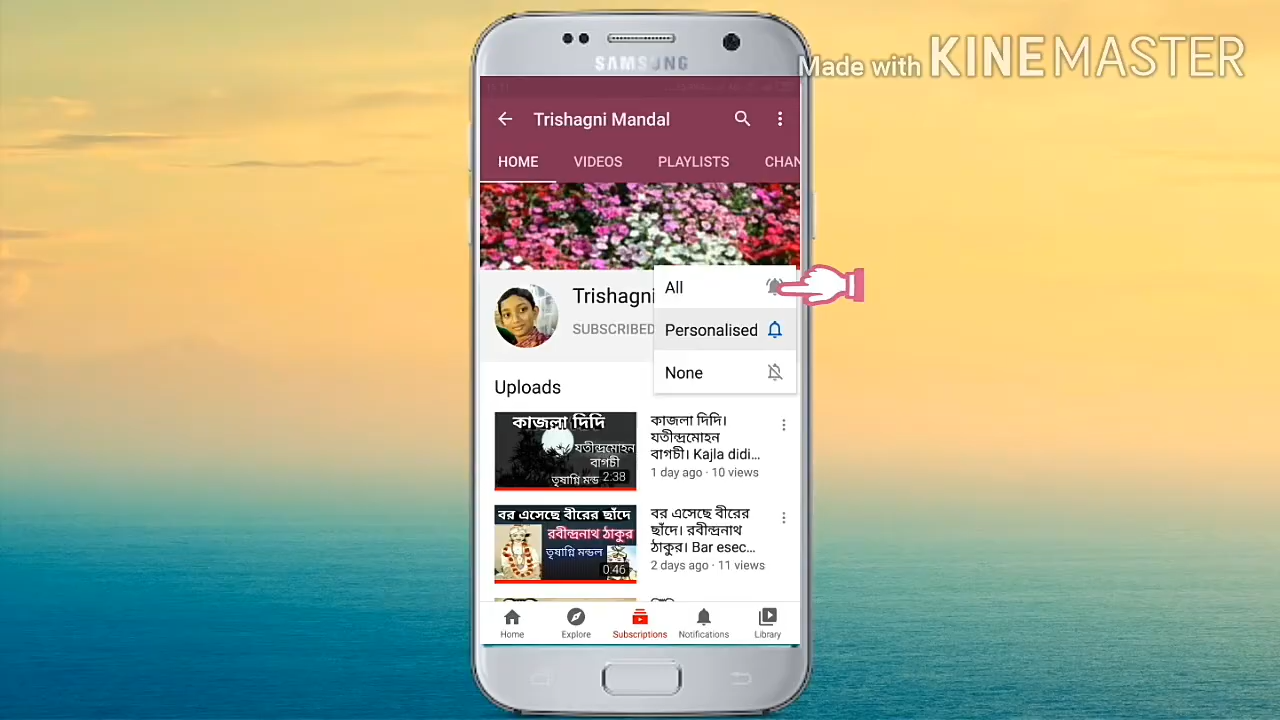 Made with KINEMASTER
SAMSUNG
Trishagni Mandal
HOME VIDEOS PLAYLISTS CHAN
Trishagni
SUBSCRIBED
All
Personalised
None
Uploads
কাজলা দিদি
যতীন্দ্রমোহন
বাগচী
তৃষাগ্নি মন্ড
2:38
কাজলা দিদি।
যতীন্দ্রমোহন
বাগচী। Kajla didi...
1 day ago · 10 views
বর এসেছে বীরের ছাঁদে
রবীন্দ্রনাথ ঠাকুর
তৃষাগ্নি মন্ডল
0:46
বর এসেছে বীরের
ছাঁদে। রবীন্দ্রনাথ
ঠাকুর। Bar esec...
2 days ago · 11 views
Home Explore Subscriptions Notifications Library